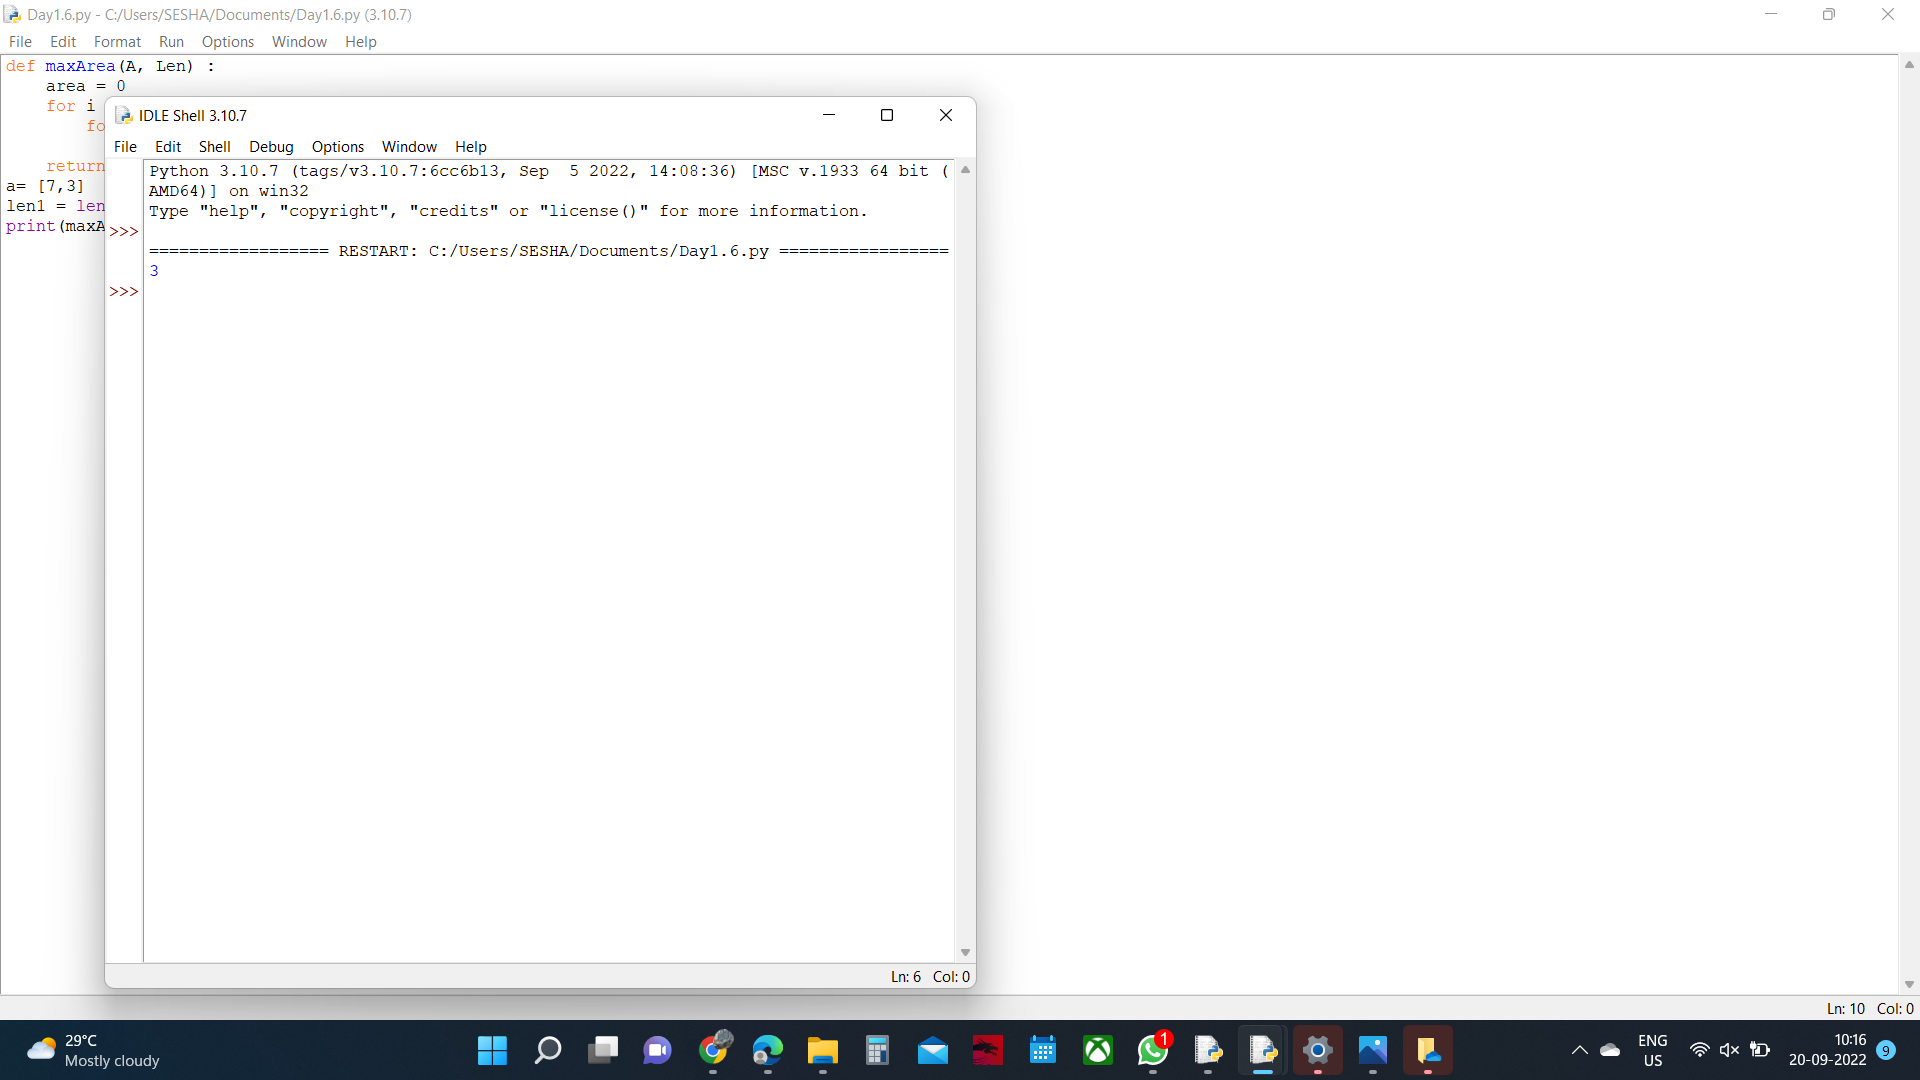 Day1.6.py - C:/Users/SESHA/Documents/Day1.6.py (3.10.7)
File Edit Format Run Options Window Help
def maxArea(A, Len) :
area = 0
for i
fo
return
a= [7,3]
len1 = len
print(maxA
IDLE Shell 3.10.7
File Edit Shell Debug Options Window Help
Python 3.10.7 (tags/v3.10.7:6cc6b13, Sep  5 2022, 14:08:36) [MSC v.1933 64 bit (
AMD64)] on win32
Type "help", "copyright", "credits" or "license()" for more information.
>>>
================== RESTART: C:/Users/SESHA/Documents/Day1.6.py =================
3
>>>
Ln: 6 Col: 0
Ln: 10 Col: 0
29°C
Mostly cloudy
1
ENG
US
10:16
20-09-2022
9